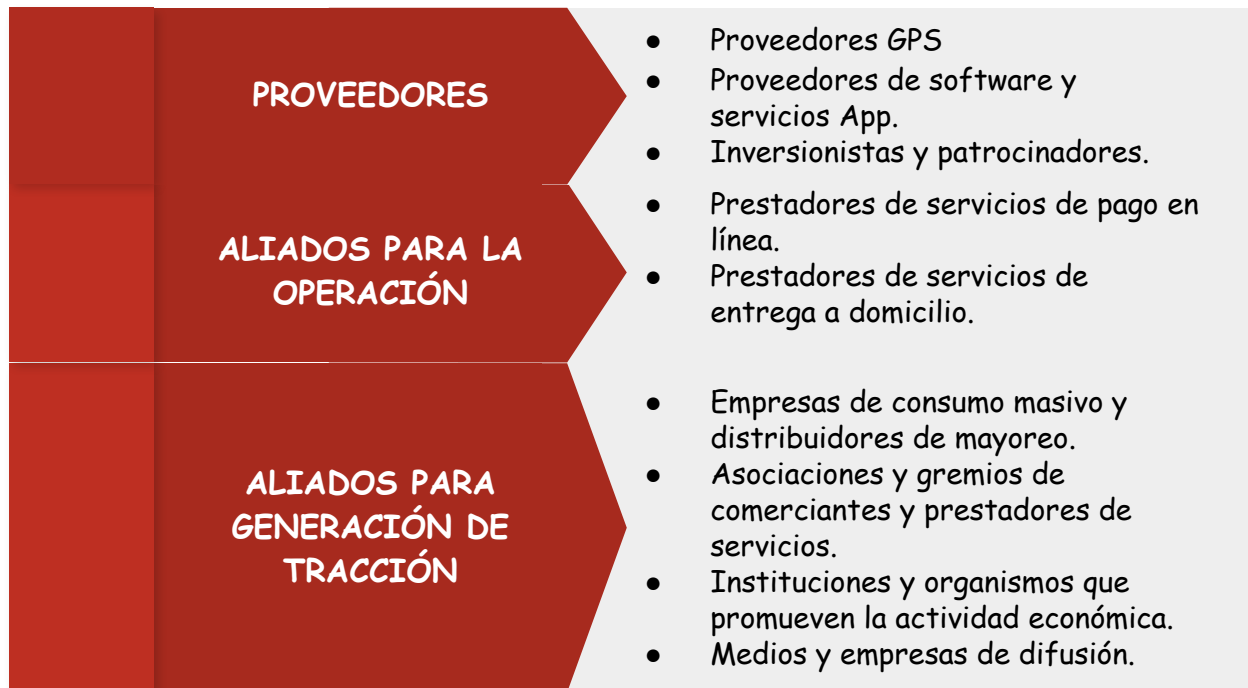 PROVEEDORES
● Proveedores GPS
● Proveedores de software y
servicios App.
● Inversionistas y patrocinadores.
ALIADOS PARA LA
OPERACIÓN
● Prestadores de servicios de pago en
línea.
● Prestadores de servicios de
entrega a domicilio.
ALIADOS PARA
GENERACIÓN DE
TRACCIÓN
● Empresas de consumo masivo y
distribuidores de mayoreo.
● Asociaciones y gremios de
comerciantes y prestadores de
servicios.
● Instituciones y organismos que
promueven la actividad económica.
● Medios y empresas de difusión.